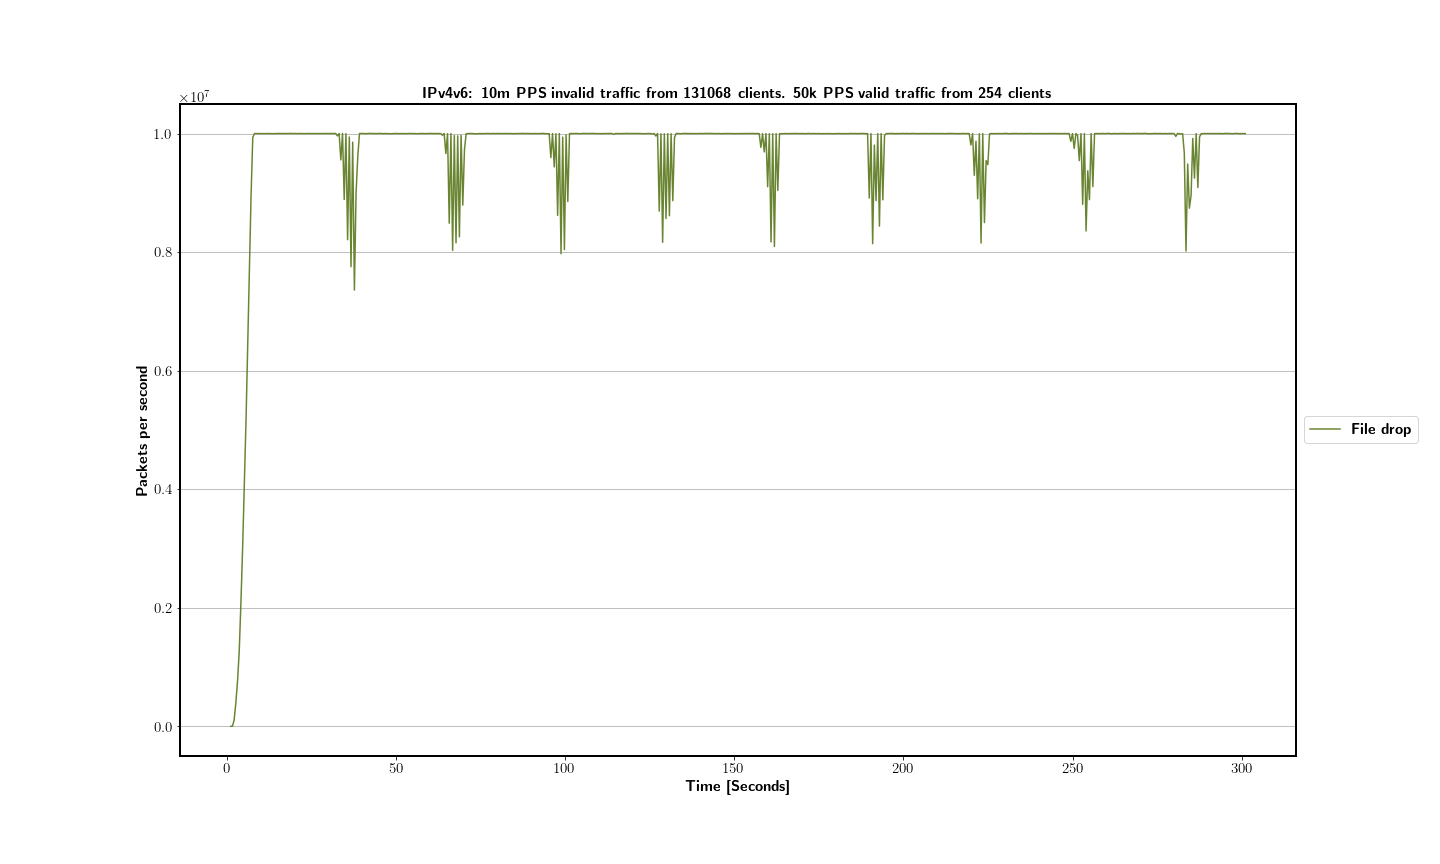 IPv4v6: 10m PPS invalid traffic from 131068 clients. 50k PPS valid traffic from 254 clients
×10⁷
1.0
0.8
0.6
0.4
0.2
0.0
Packets per second
0 50 100 150 200 250 300
Time [Seconds]
File drop